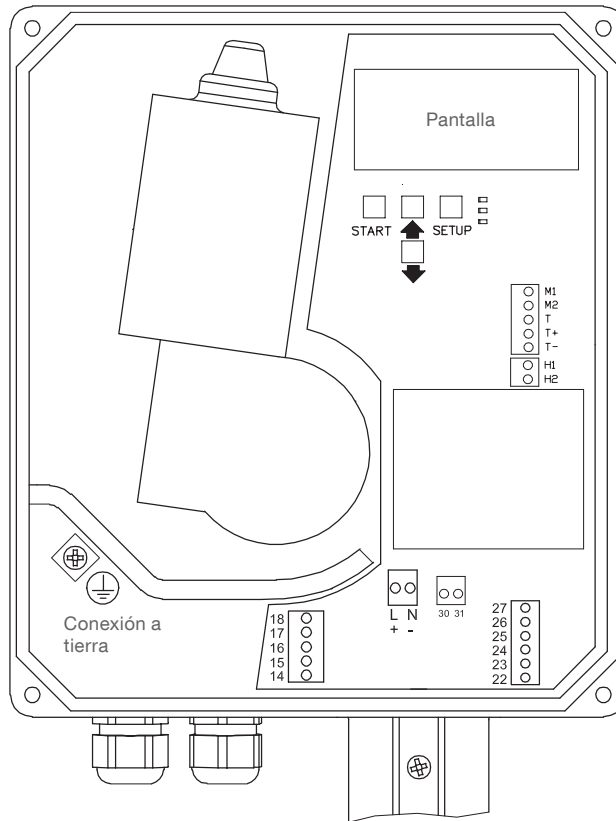 Pantalla
START
SETUP
M1
M2
T
T+
T-
H1
H2
Conexión a
tierra
L N
+ -
30 31
18
17
16
15
14
27
26
25
24
23
22